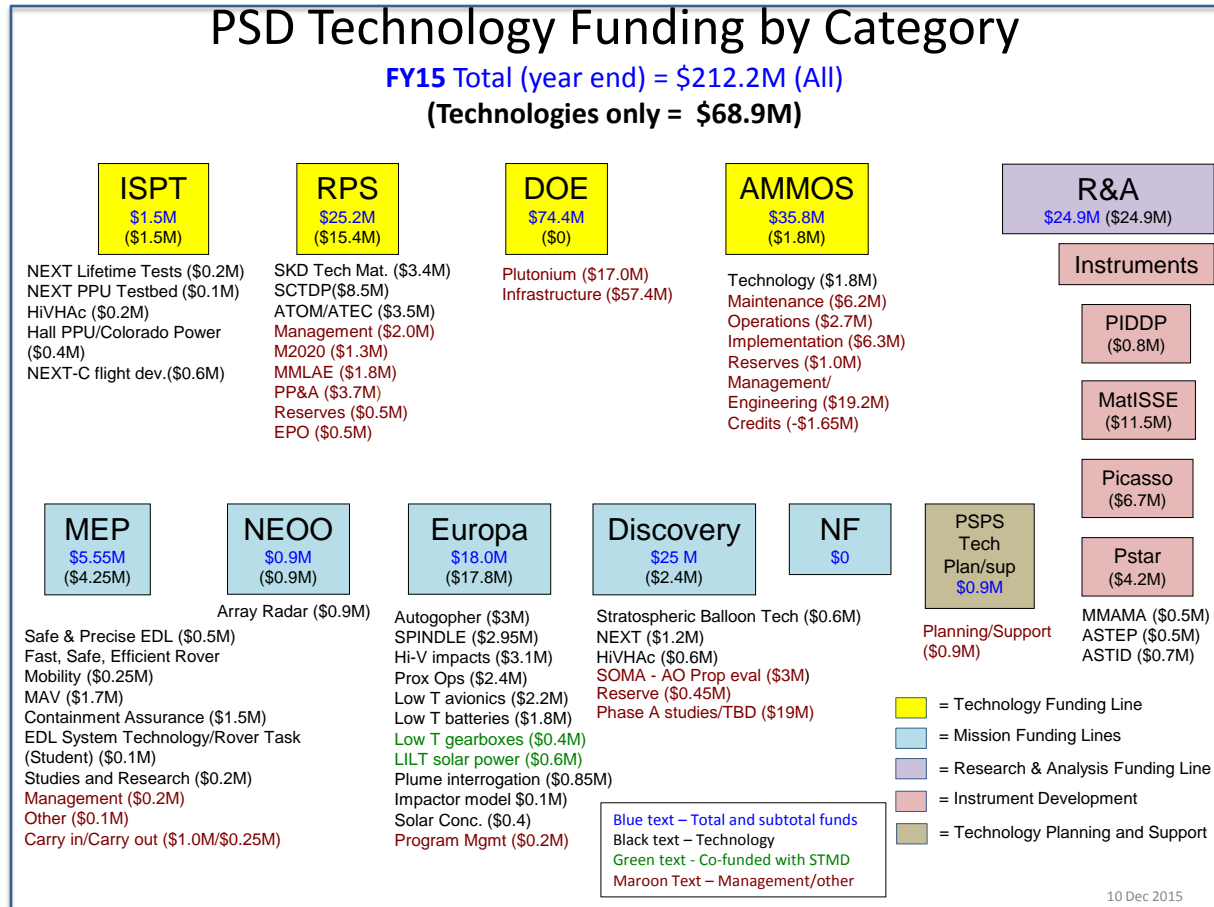 PSD Technology Funding by Category
FY15 Total (year end) = $212.2M (All)
(Technologies only =  $68.9M)
ISPT
$1.5M
($1.5M)
NEXT Lifetime Tests ($0.2M)
NEXT PPU Testbed ($0.1M)
HiVHAc ($0.2M)
Hall PPU/Colorado Power
($0.4M)
NEXT-C flight dev.($0.6M)
RPS
$25.2M
($15.4M)
SKD Tech Mat. ($3.4M)
SCTDP($8.5M)
ATOM/ATEC ($3.5M)
Management ($2.0M)
M2020 ($1.3M)
MMLAE ($1.8M)
PP&A ($3.7M)
Reserves ($0.5M)
EPO ($0.5M)
DOE
$74.4M
($0)
Plutonium ($17.0M)
Infrastructure ($57.4M)
AMMOS
$35.8M
($1.8M)
Technology ($1.8M)
Maintenance ($6.2M)
Operations ($2.7M)
Implementation ($6.3M)
Reserves ($1.0M)
Management/
Engineering ($19.2M)
Credits (-$1.65M)
R&A
$24.9M ($24.9M)
Instruments
PIDDP
($0.8M)
MatISSE
($11.5M)
Picasso
($6.7M)
Pstar
($4.2M)
MMAMA ($0.5M)
ASTEP ($0.5M)
ASTID ($0.7M)
MEP
$5.55M
($4.25M)
Safe & Precise EDL ($0.5M)
Fast, Safe, Efficient Rover
Mobility ($0.25M)
MAV ($1.7M)
Containment Assurance ($1.5M)
EDL System Technology/Rover Task
(Student) ($0.1M)
Studies and Research ($0.2M)
Management ($0.2M)
Other ($0.1M)
Carry in/Carry out ($1.0M/$0.25M)
NEOO
$0.9M
($0.9M)
Array Radar ($0.9M)
Europa
$18.0M
($17.8M)
Autogopher ($3M)
SPINDLE ($2.95M)
Hi-V impacts ($3.1M)
Prox Ops ($2.4M)
Low T avionics ($2.2M)
Low T batteries ($1.8M)
Low T gearboxes ($0.4M)
LILT solar power ($0.6M)
Plume interrogation ($0.85M)
Impactor model $0.1M)
Solar Conc. ($0.4)
Program Mgmt ($0.2M)
Discovery
$25 M
($2.4M)
Stratospheric Balloon Tech ($0.6M)
NEXT ($1.2M)
HiVHAc ($0.6M)
SOMA - AO Prop eval ($3M)
Reserve ($0.45M)
Phase A studies/TBD ($19M)
NF
$0
PSPS
Tech
Plan/sup
$0.9M
Planning/Support
($0.9M)
= Technology Funding Line
= Mission Funding Lines
= Research & Analysis Funding Line
= Instrument Development
= Technology Planning and Support
Blue text – Total and subtotal funds
Black text – Technology
Green text - Co-funded with STMD
Maroon Text – Management/other
10 Dec 2015